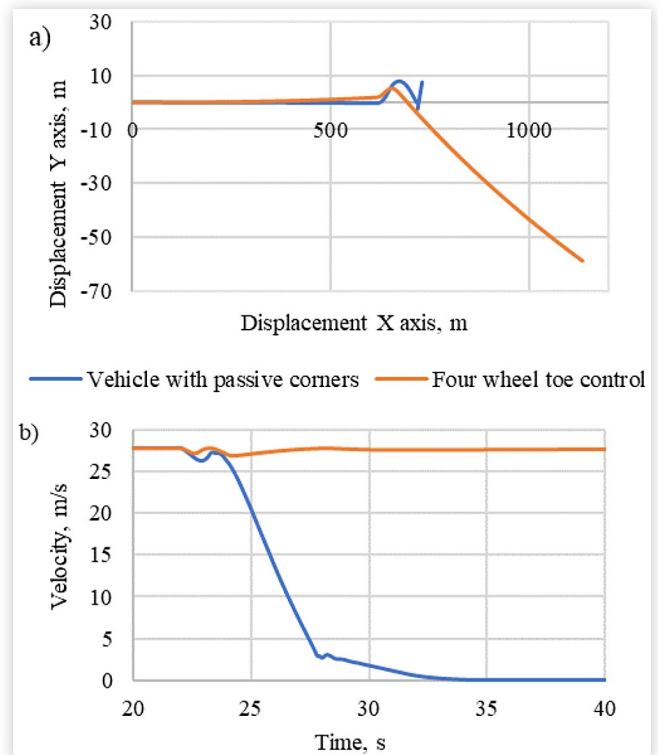 a)
30
10
-10
-30
-50
-70
0 500 1000
Displacement Y axis, m
Displacement X axis, m
Vehicle with passive corners Four wheel toe control
b)
30
25
20
15
10
5
0
20 25 30 35 40
Velocity, m/s
Time, s